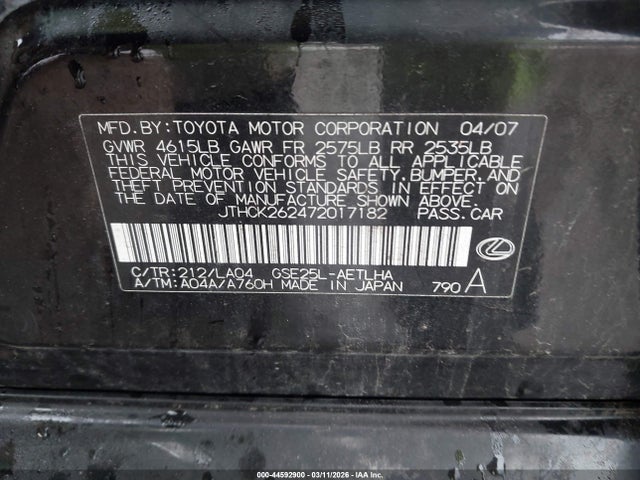 MFD.BY:TOYOTA MOTOR CORPORATION 04/07
GVWR 4615LB GAWR FR 2575LB RR 2535LB
THIS VEHICLE CONFORMS TO ALL APPLICABLE
FEDERAL MOTOR VEHICLE SAFETY,BUMPER,AND
THEFT PREVENTION STANDARDS IN EFFECT ON
THE DATE OF MANUFACTURE SHOWN ABOVE.
JTHCK262472017182 PASS.CAR
C/TR:212/LA04 GSE25L-AETLHA
A/TM:A04A/A760H MADE IN JAPAN 790 A
000-44592900 - 03/11/2026 - IAAI.COM